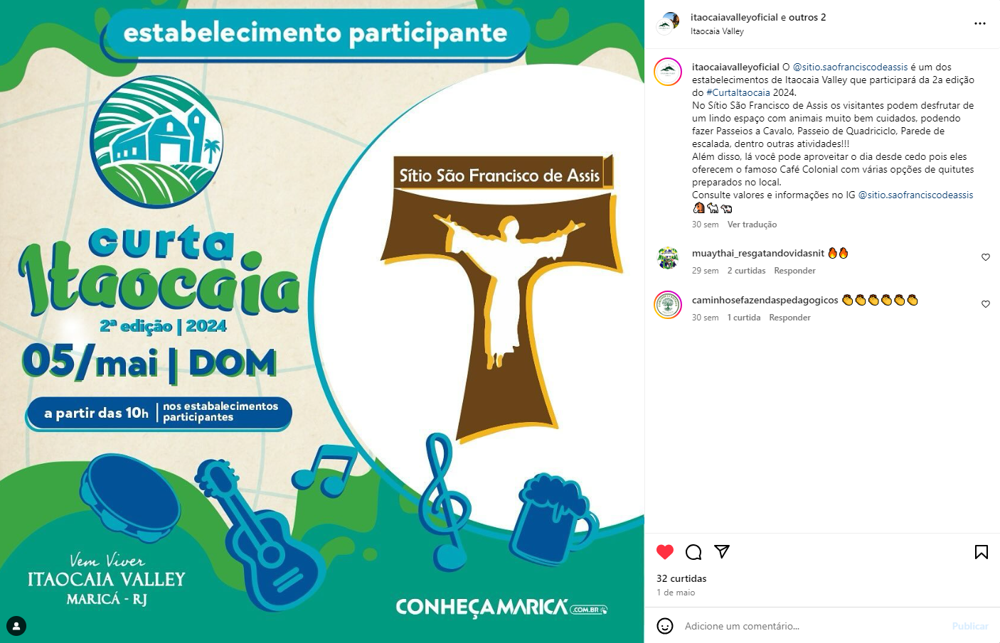 estabelecimento participante
Sítio São Francisco de Assis
curta
Itaocaia
2ª edição | 2024
05/mai | DOM
a partir das 10h | nos estabalecimentos
participantes
Vem Viver
ITAOCAIA VALLEY
MARICÁ - RJ
CONHEÇAMARICÁ .COM.BR
itaocaiavalleyoficial e outros 2
Itaocaia Valley
itaocaiavalleyoficial O @sitio.saofranciscodeassis é um dos
estabelecimentos de Itaocaia Valley que participará da 2a edição
do #CurtaItaocaia 2024.
No Sítio São Francisco de Assis os visitantes podem desfrutar de
um lindo espaço com animais muito bem cuidados, podendo
fazer Passeios a Cavalo, Passeio de Quadriciclo, Parede de
escalada, dentro outras atividades!!!
Além disso, lá você pode aproveitar o dia desde cedo pois eles
oferecem o famoso Café Colonial com várias opções de quitutes
preparados no local.
Consulte valores e informações no IG @sitio.saofranciscodeassis
🐴🐕🐄
30 sem Ver tradução
muaythai_resgatandovidasnit 🔥🔥
29 sem 2 curtidas Responder
caminhosefazendaspedagogicos 👏👏👏👏👏👏
30 sem 1 curtida Responder
32 curtidas
1 de maio
Adicione um comentário...
Publicar